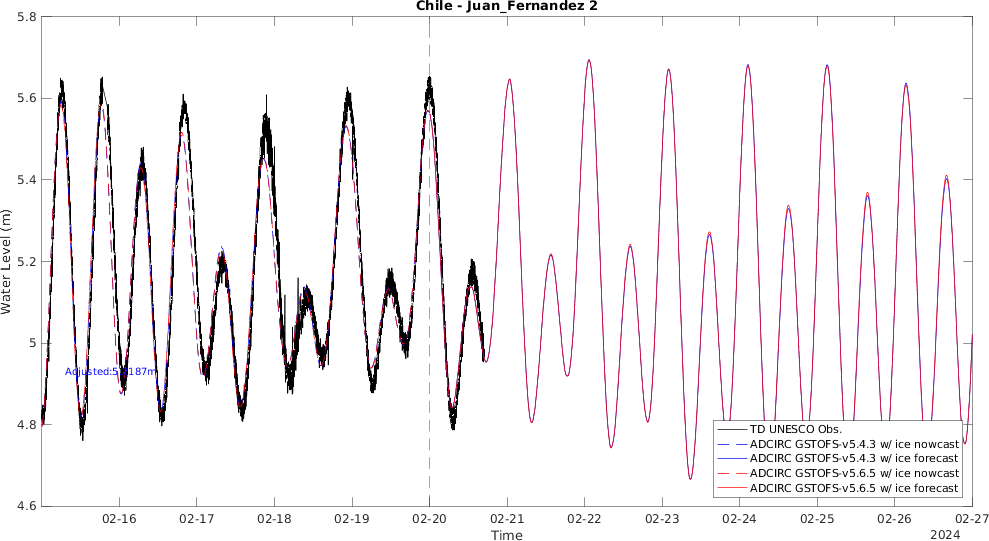 Chile - Juan_Fernandez 2
Water Level (m)
5.8
5.6
5.4
5.2
5
4.8
4.6
Adjusted:5. 187m
02-16 02-17 02-18 02-19 02-20 02-21 02-22 02-23 02-24 02-25 02-26 02-27
Time
2024
TD UNESCO Obs.
ADCIRC GSTOFS-v5.4.3 w/ ice nowcast
ADCIRC GSTOFS-v5.4.3 w/ ice forecast
ADCIRC GSTOFS-v5.6.5 w/ ice nowcast
ADCIRC GSTOFS-v5.6.5 w/ ice forecast